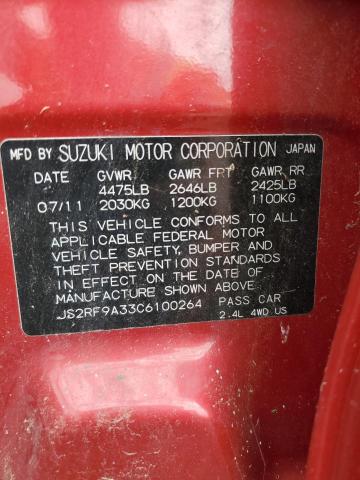 MFD BY SUZUKI MOTOR CORPORATION JAPAN
DATE GVWR GAWR FRT GAWR RR
4475LB 2646LB 2425LB
07/11 2030KG 1200KG 1100KG
THIS VEHICLE CONFORMS TO ALL
APPLICABLE FEDERAL MOTOR
VEHICLE SAFETY, BUMPER AND
THEFT PREVENTION STANDARDS
IN EFFECT ON THE DATE OF
MANUFACTURE SHOWN ABOVE.
JS2RF9A33C6100264 PASS CAR
2.4L 4WD US